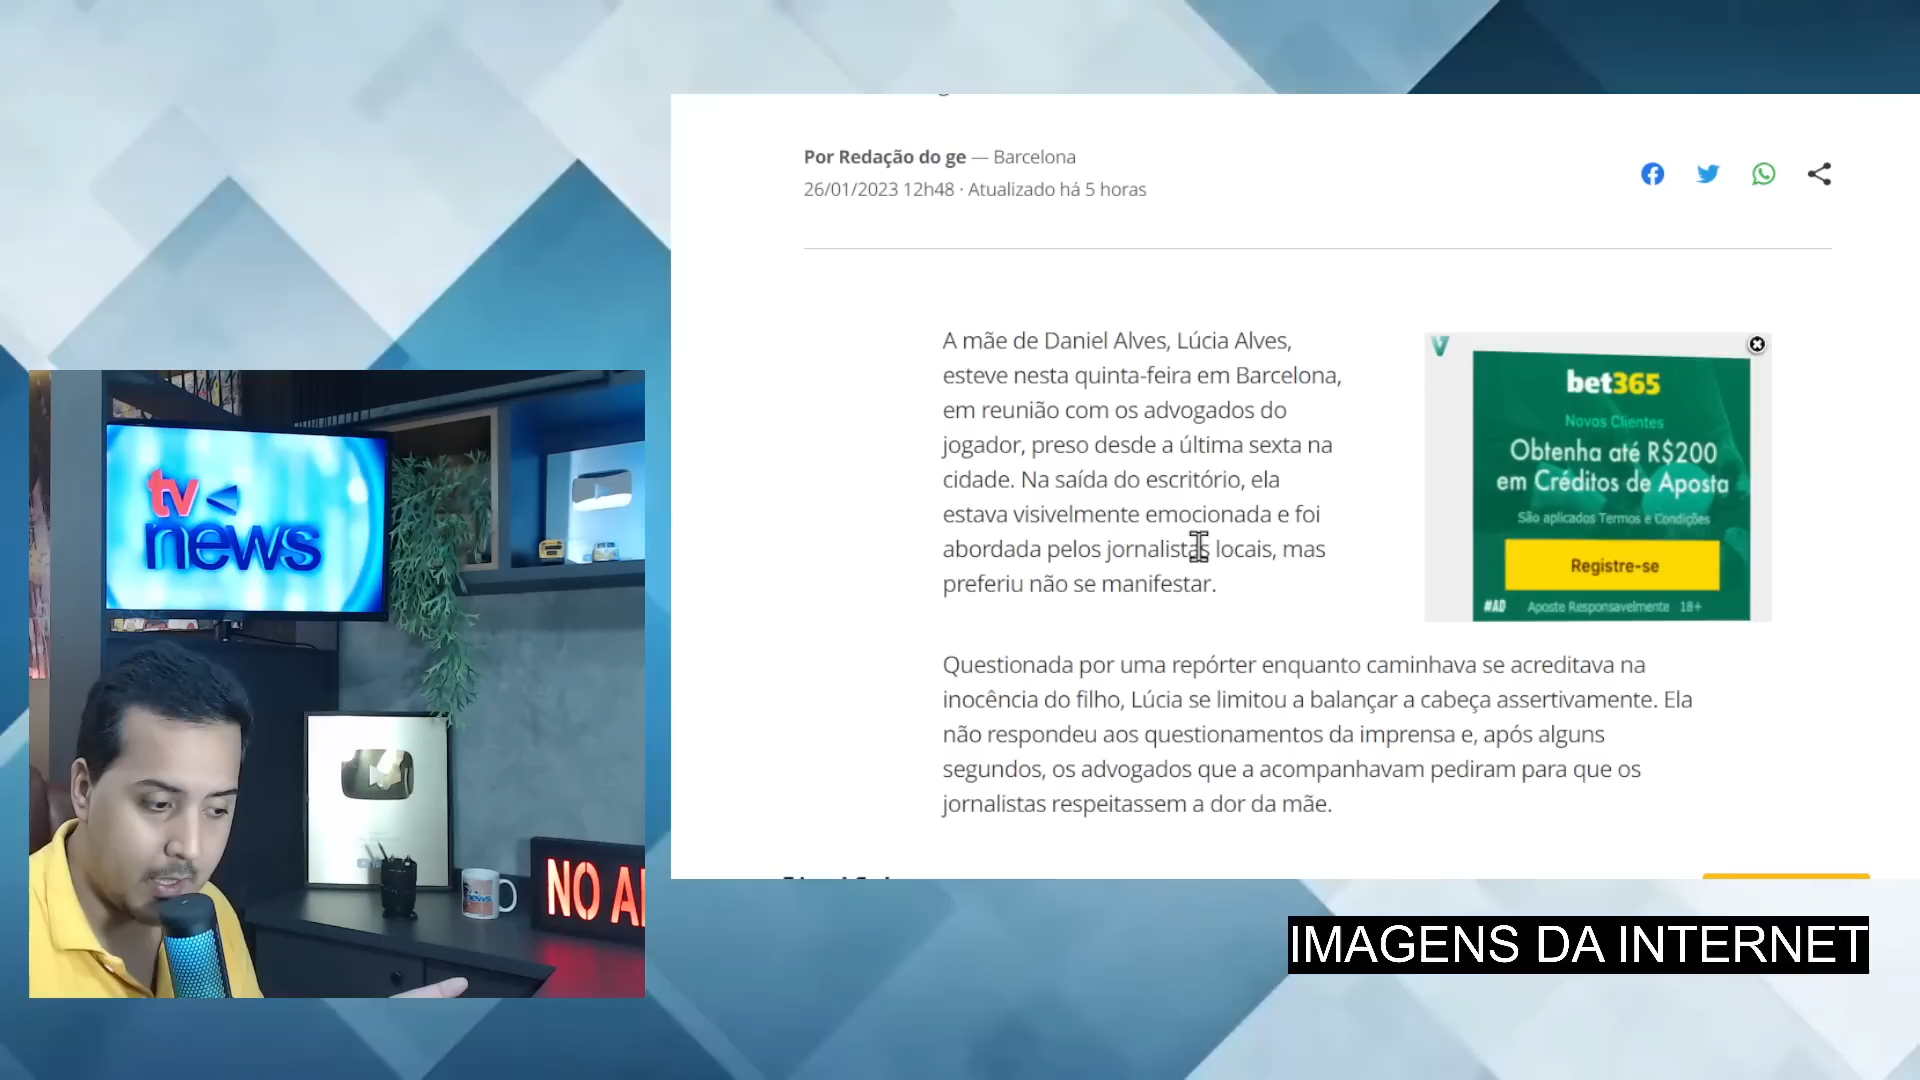 Por Redação do ge — Barcelona
26/01/2023 12h48 · Atualizado há 5 horas
A mãe de Daniel Alves, Lúcia Alves,
esteve nesta quinta-feira em Barcelona,
em reunião com os advogados do
jogador, preso desde a última sexta na
cidade. Na saída do escritório, ela
estava visivelmente emocionada e foi
abordada pelos jornalistas locais, mas
preferiu não se manifestar.
bet365
Novos Clientes
Obtenha até R$200
em Créditos de Aposta
São aplicados Termos e Condições
Registre-se
#AD Aposte Responsavelmente 18+
Questionada por uma repórter enquanto caminhava se acreditava na
inocência do filho, Lúcia se limitou a balançar a cabeça assertivamente. Ela
não respondeu aos questionamentos da imprensa e, após alguns
segundos, os advogados que a acompanhavam pediram para que os
jornalistas respeitassem a dor da mãe.
tv
news
news
NO A
IMAGENS DA INTERNET